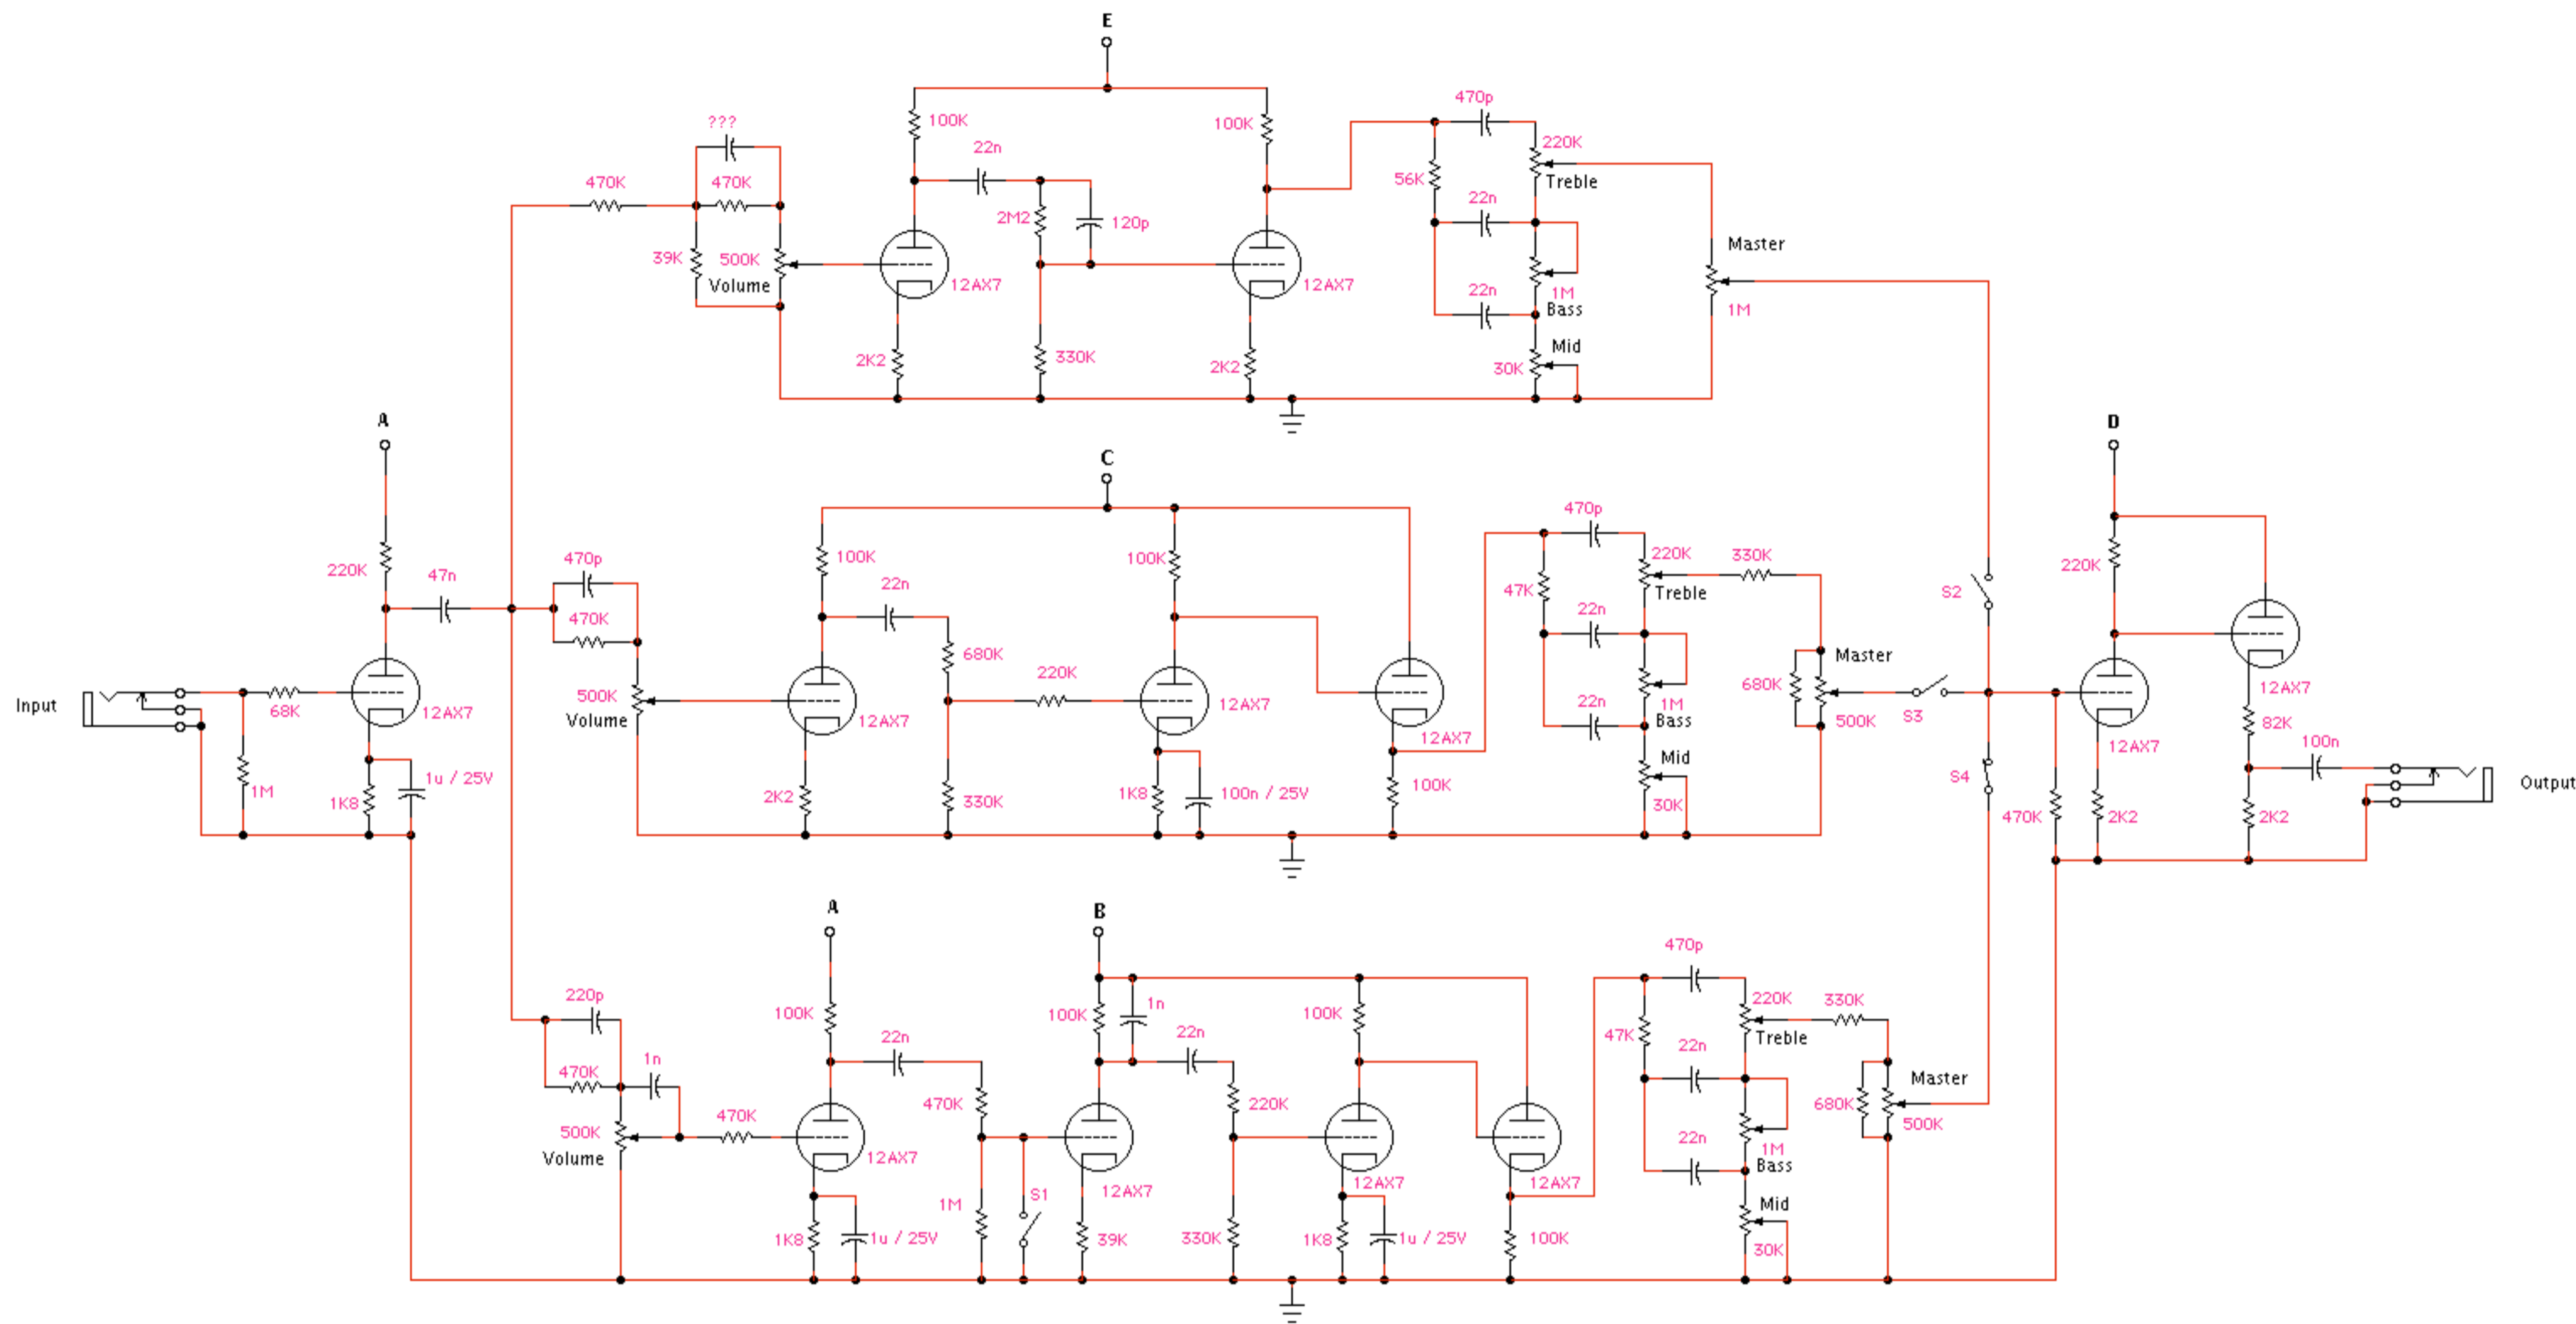 E
???
470K
470K
39K
500K
Volume
100K
22n
2M2
120p
12AX7
2K2
330K
100K
12AX7
2K2
470p
220K
Treble
56K
22n
22n
1M
Bass
Mid
30K
Master
1M
A
220K
47n
Input
68K
1M
12AX7
1K8
1u / 25V
C
470p
470K
500K
Volume
100K
22n
12AX7
2K2
680K
330K
220K
100K
12AX7
1K8
100n / 25V
12AX7
100K
470p
220K
Treble
47K
22n
22n
1M
Bass
Mid
30K
330K
Master
680K
500K
S2
S3
S4
D
220K
12AX7
470K
2K2
12AX7
82K
100n
2K2
Output
A
220p
470K
1n
500K
Volume
470K
100K
12AX7
1K8
1u / 25V
22n
470K
1M
S1
B
100K
1n
22n
12AX7
39K
220K
330K
100K
12AX7
1K8
1u / 25V
12AX7
100K
470p
220K
Treble
47K
22n
22n
1M
Bass
Mid
30K
330K
Master
680K
500K